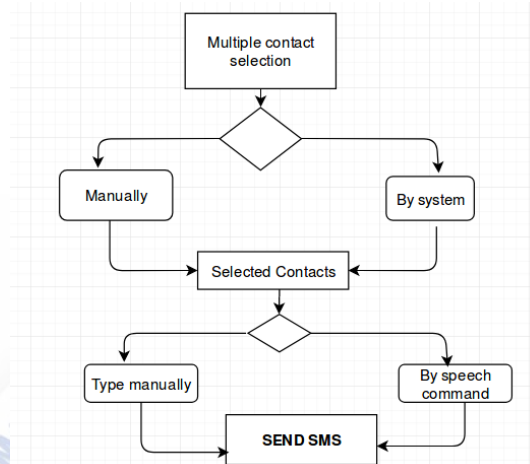 Multiple contact
selection
Manually
By system
Selected Contacts
Type manually
By speech
command
SEND SMS